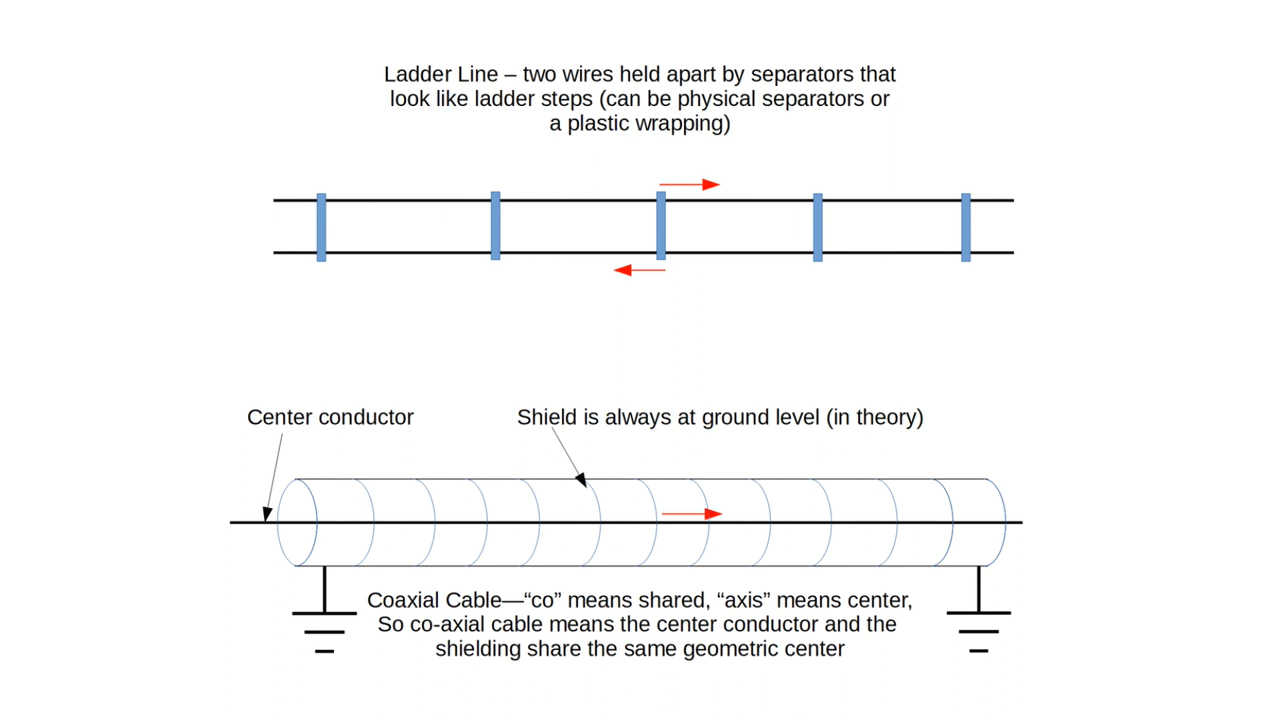 Ladder Line – two wires held apart by separators that
look like ladder steps (can be physical separators or
a plastic wrapping)
Center conductor
Shield is always at ground level (in theory)
Coaxial Cable—“co” means shared, “axis” means center,
So co-axial cable means the center conductor and the
shielding share the same geometric center